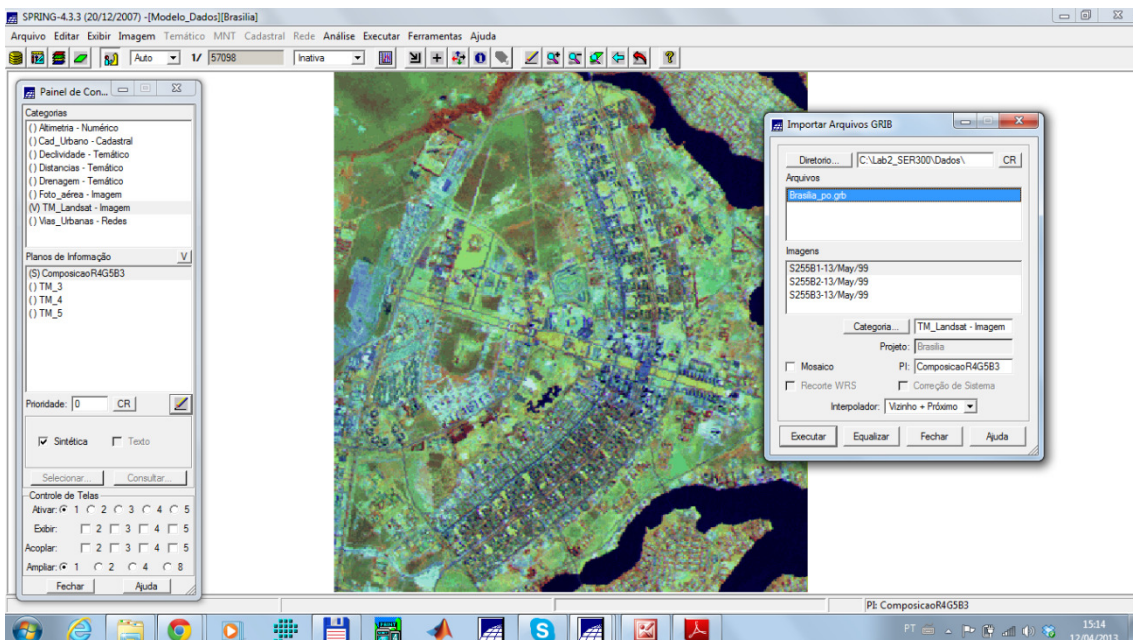 SPRING-4.3.3 (20/12/2007) -[Modelo_Dados][Brasilia]
Arquivo Editar Exibir Imagem Temático MNT Cadastral Rede Análise Executar Ferramentas Ajuda
Auto 1/ 57098 Inativa
Painel de Con...
Categorias
( ) Altimetria - Numérico
( ) Cad_Urbano - Cadastral
( ) Declividade - Temático
( ) Distancias - Temático
( ) Drenagem - Temático
( ) Foto_aérea - Imagem
(V) TM_Landsat - Imagem
( ) Vias_Urbanas - Redes
Planos de Informação V
(S) ComposicaoR4G5B3
( ) TM_3
( ) TM_4
( ) TM_5
Prioridade: 0 CR
Sintética Texto
Selecionar... Consultar...
Controle de Telas
Ativar: 1 2 3 4 5
Exibir: 2 3 4 5
Acoplar: 2 3 4 5
Ampliar: 1 2 4 8
Fechar Ajuda
Importar Arquivos GRIB
Diretorio... C:\Lab2_SER300\Dados\ CR
Arquivos
Brasilia_po.grb
Imagens
S255B1-13/May/99
S255B2-13/May/99
S255B3-13/May/99
Categoria... TM_Landsat - Imagem
Projeto: Brasilia
Mosaico PI: ComposicaoR4G5B3
Recorte WRS Correção de Sistema
Interpolador: Vizinho + Próximo
Executar Equalizar Fechar Ajuda
PI: ComposicaoR4G5B3
PT 15:14
12/04/2013